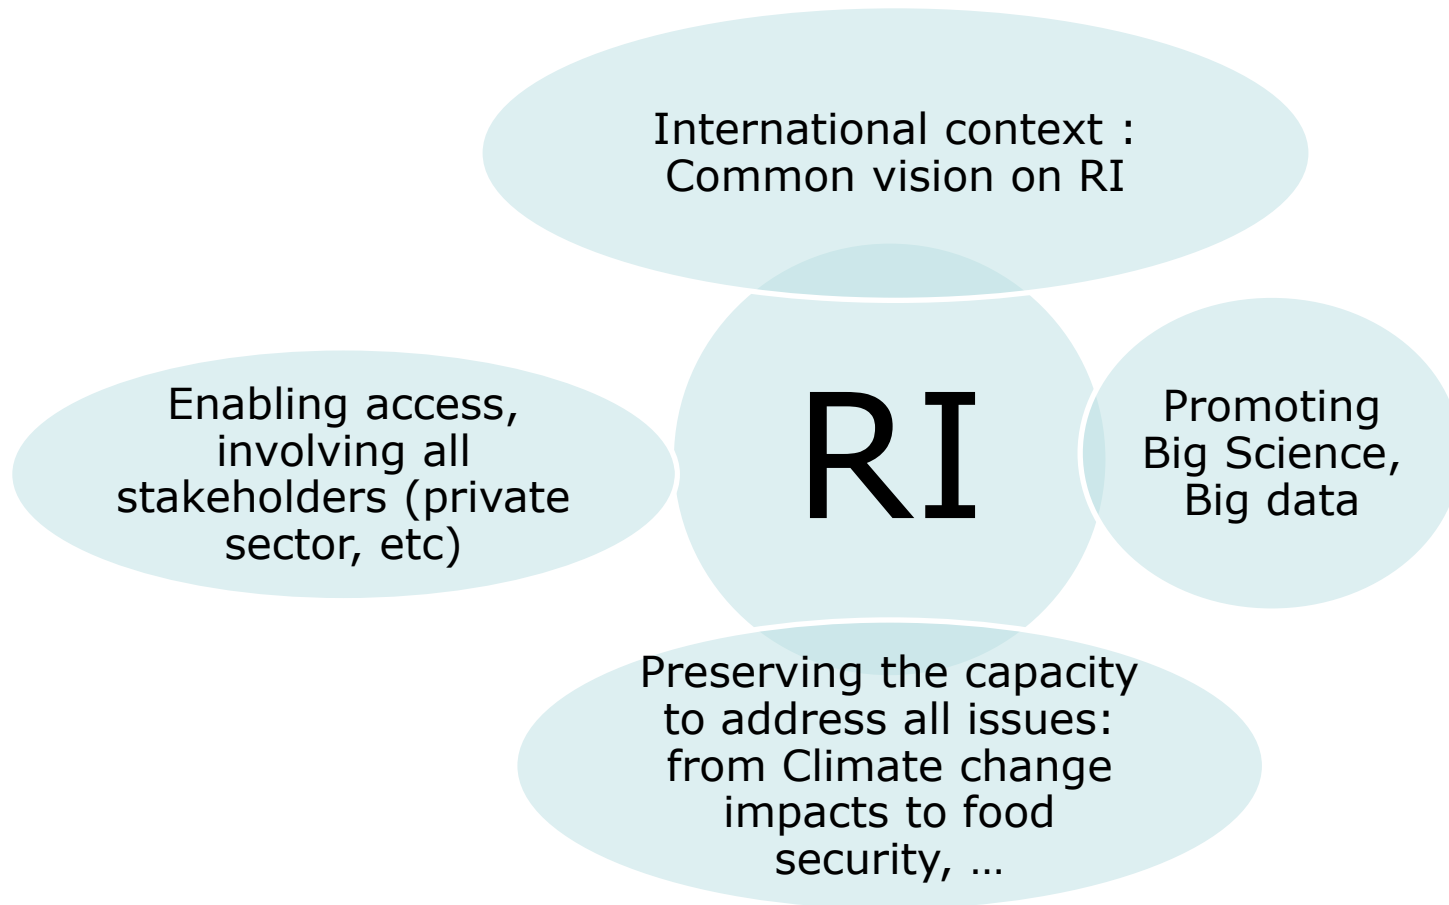 International context :
Common vision on RI
Enabling access,
involving all
stakeholders (private
sector, etc)
RI
Promoting
Big Science,
Big data
Preserving the capacity
to address all issues:
from Climate change
impacts to food
security, …